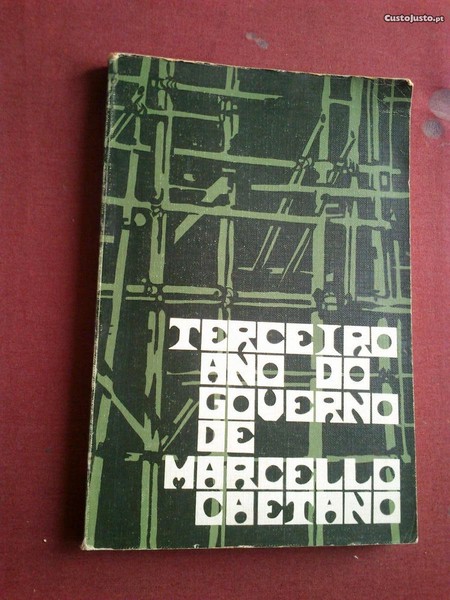 CustoJusto.pt
TERCEIRO
ANO DO
GOVERNO
DE
MARCELLO
CAETANO